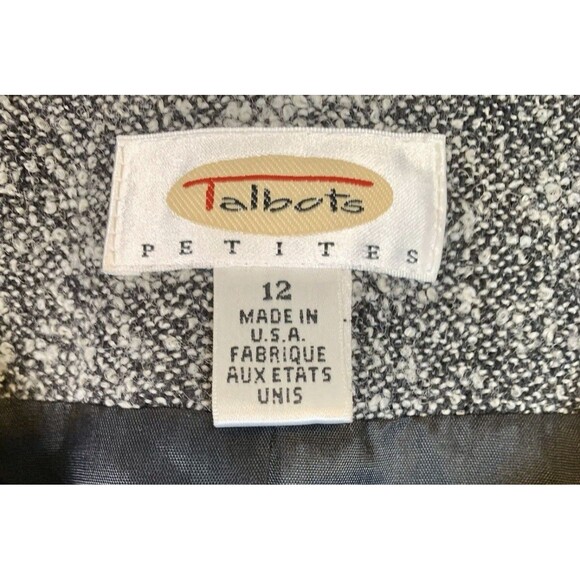 Talbots
PETITES
12
MADE IN
U.S.A.
FABRIQUE
AUX ETATS
UNIS